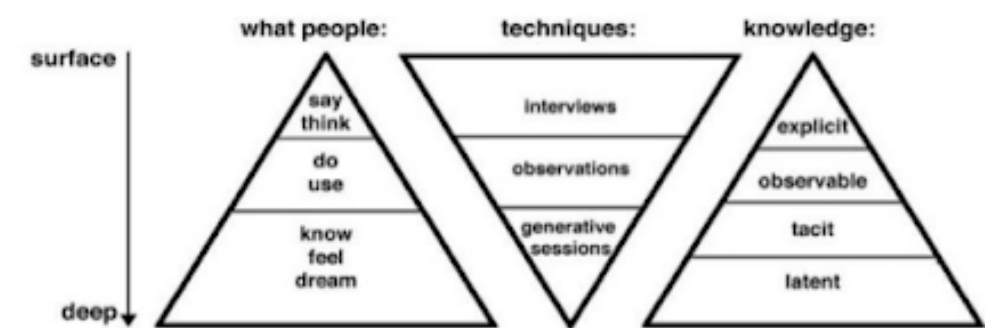 what people:
techniques:
knowledge:
surface
say
think
do
use
know
feel
dream
interviews
observations
generative
sessions
explicit
observable
tacit
latent
deep